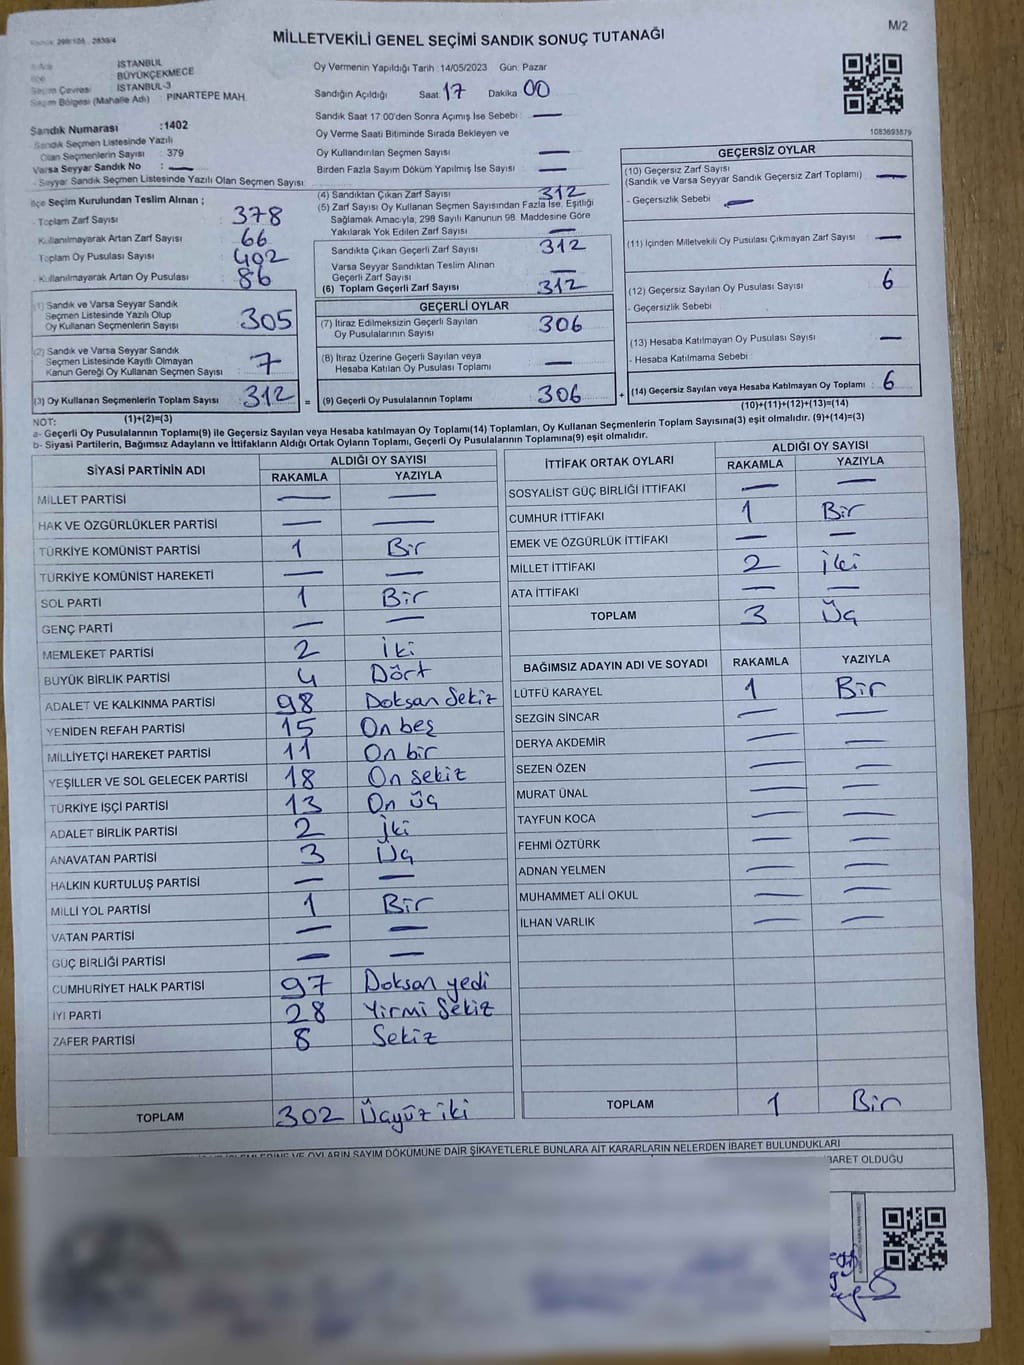 MİLLETVEKİLİ GENEL SEÇİMİ SANDIK SONUÇ TUTANAĞI
M/2
İSTANBUL
BÜYÜKÇEKMECE
Seçim Çevresi İSTANBUL-3
Seçim Bölgesi (Mahalle Adı) PINARTEPE MAH.
Sandık Numarası :1402
Sandık Seçmen Listesinde Yazılı
Olan Seçmenlerin Sayısı : 379
Varsa Seyyar Sandık No : —
- Seyyar Sandık Seçmen Listesinde Yazılı Olan Seçmen Sayısı:
İlçe Seçim Kurulundan Teslim Alınan ;
- Toplam Zarf Sayısı : 378
- Kullanılmayarak Artan Zarf Sayısı : 66
- Toplam Oy Pusulası Sayısı : 402
- Kullanılmayarak Artan Oy Pusulası : 86
(1) Sandık ve Varsa Seyyar Sandık
Seçmen Listesinde Yazılı Olup
Oy Kullanan Seçmenlerin Sayısı : 305
(2) Sandık ve Varsa Seyyar Sandık
Seçmen Listesinde Kayıtlı Olmayan
Kanun Gereği Oy Kullanan Seçmen Sayısı : 7
(3) Oy Kullanan Seçmenlerin Toplam Sayısı : 312
(1)+(2)=(3)
Oy Vermenin Yapıldığı Tarih :14/05/2023 Gün: Pazar
Sandığın Açıldığı Saat: 17 Dakika 00
Sandık Saat 17:00'den Sonra Açımış İse Sebebi : —
Oy Verme Saati Bitiminde Sırada Bekleyen ve
Oy Kullandırılan Seçmen Sayısı —
Birden Fazla Sayım Döküm Yapılmış İse Sayısı —
(4) Sandıktan Çıkan Zarf Sayısı 312
(5) Zarf Sayısı Oy Kullanan Seçmen Sayısından Fazla İse, Eşitliği
Sağlamak Amacıyla, 298 Sayılı Kanunun 98. Maddesine Göre
Yakılarak Yok Edilen Zarf Sayısı —
Sandıkta Çıkan Geçerli Zarf Sayısı 312
Varsa Seyyar Sandıktan Teslim Alınan
Geçerli Zarf Sayısı —
(6) Toplam Geçerli Zarf Sayısı 312
GEÇERLİ OYLAR
(7) İtiraz Edilmeksizin Geçerli Sayılan
Oy Pusulalarının Sayısı 306
(8) İtiraz Üzerine Geçerli Sayılan veya
Hesaba Katılan Oy Pusulası Toplamı —
= (9) Geçerli Oy Pusulalarının Toplamı 306
1083693879
GEÇERSİZ OYLAR
(10) Geçersiz Zarf Sayısı
(Sandık ve Varsa Seyyar Sandık Geçersiz Zarf Toplamı) —
- Geçersizlik Sebebi : —
(11) İçinden Milletvekili Oy Pusulası Çıkmayan Zarf Sayısı —
(12) Geçersiz Sayılan Oy Pusulası Sayısı : 6
- Geçersizlik Sebebi :
(13) Hesaba Katılmayan Oy Pusulası Sayısı —
- Hesaba Katılmama Sebebi :
+ (14) Geçersiz Sayılan veya Hesaba Katılmayan Oy Toplamı : 6
(10)+(11)+(12)+(13)=(14)
NOT:
a- Geçerli Oy Pusulalarının Toplamı(9) ile Geçersiz Sayılan veya Hesaba katılmayan Oy Toplamı(14) Toplamları, Oy Kullanan Seçmenlerin Toplam Sayısına(3) eşit olmalıdır. (9)+(14)=(3)
b- Siyasi Partilerin, Bağımsız Adayların ve İttifakların Aldığı Ortak Oyların Toplamı, Geçerli Oy Pusulalarının Toplamına(9) eşit olmalıdır.
SİYASİ PARTİNİN ADI ALDIĞI OY SAYISI
RAKAMLA YAZIYLA
MİLLET PARTİSİ — —
HAK VE ÖZGÜRLÜKLER PARTİSİ — —
TÜRKİYE KOMÜNİST PARTİSİ 1 Bir
TÜRKİYE KOMÜNİST HAREKETİ — —
SOL PARTİ 1 Bir
GENÇ PARTİ — —
MEMLEKET PARTİSİ 2 İki
BÜYÜK BİRLİK PARTİSİ 4 Dört
ADALET VE KALKINMA PARTİSİ 98 Doksan Sekiz
YENİDEN REFAH PARTİSİ 15 On beş
MİLLİYETÇİ HAREKET PARTİSİ 11 On bir
YEŞİLLER VE SOL GELECEK PARTİSİ 18 On sekiz
TÜRKİYE İŞÇİ PARTİSİ 13 On üç
ADALET BİRLİK PARTİSİ 2 İki
ANAVATAN PARTİSİ 3 Üç
HALKIN KURTULUŞ PARTİSİ — —
MİLLİ YOL PARTİSİ 1 Bir
VATAN PARTİSİ — —
GÜÇ BİRLİĞİ PARTİSİ — —
CUMHURİYET HALK PARTİSİ 97 Doksan yedi
İYİ PARTİ 28 Yirmi Sekiz
ZAFER PARTİSİ 8 Sekiz
TOPLAM 302 Üçyüz iki
İTTİFAK ORTAK OYLARI ALDIĞI OY SAYISI
RAKAMLA YAZIYLA
SOSYALİST GÜÇ BİRLİĞİ İTTİFAKI — —
CUMHUR İTTİFAKI 1 Bir
EMEK VE ÖZGÜRLÜK İTTİFAKI — —
MİLLET İTTİFAKI 2 İki
ATA İTTİFAKI — —
TOPLAM 3 Üç
BAĞIMSIZ ADAYIN ADI VE SOYADI RAKAMLA YAZIYLA
LÜTFÜ KARAYEL 1 Bir
SEZGİN SİNCAR — —
DERYA AKDEMİR — —
SEZEN ÖZEN — —
MURAT ÜNAL — —
TAYFUN KOCA — —
FEHMİ ÖZTÜRK — —
ADNAN YELMEN — —
MUHAMMET ALİ OKUL — —
İLHAN VARLIK — —
TOPLAM 1 Bir
VE OYLARIN SAYIM DÖKÜMÜNE DAİR ŞİKAYETLERLE BUNLARA AİT KARARLARIN NELERDEN İBARET BULUNDUKLARI
İBARET OLDUĞU